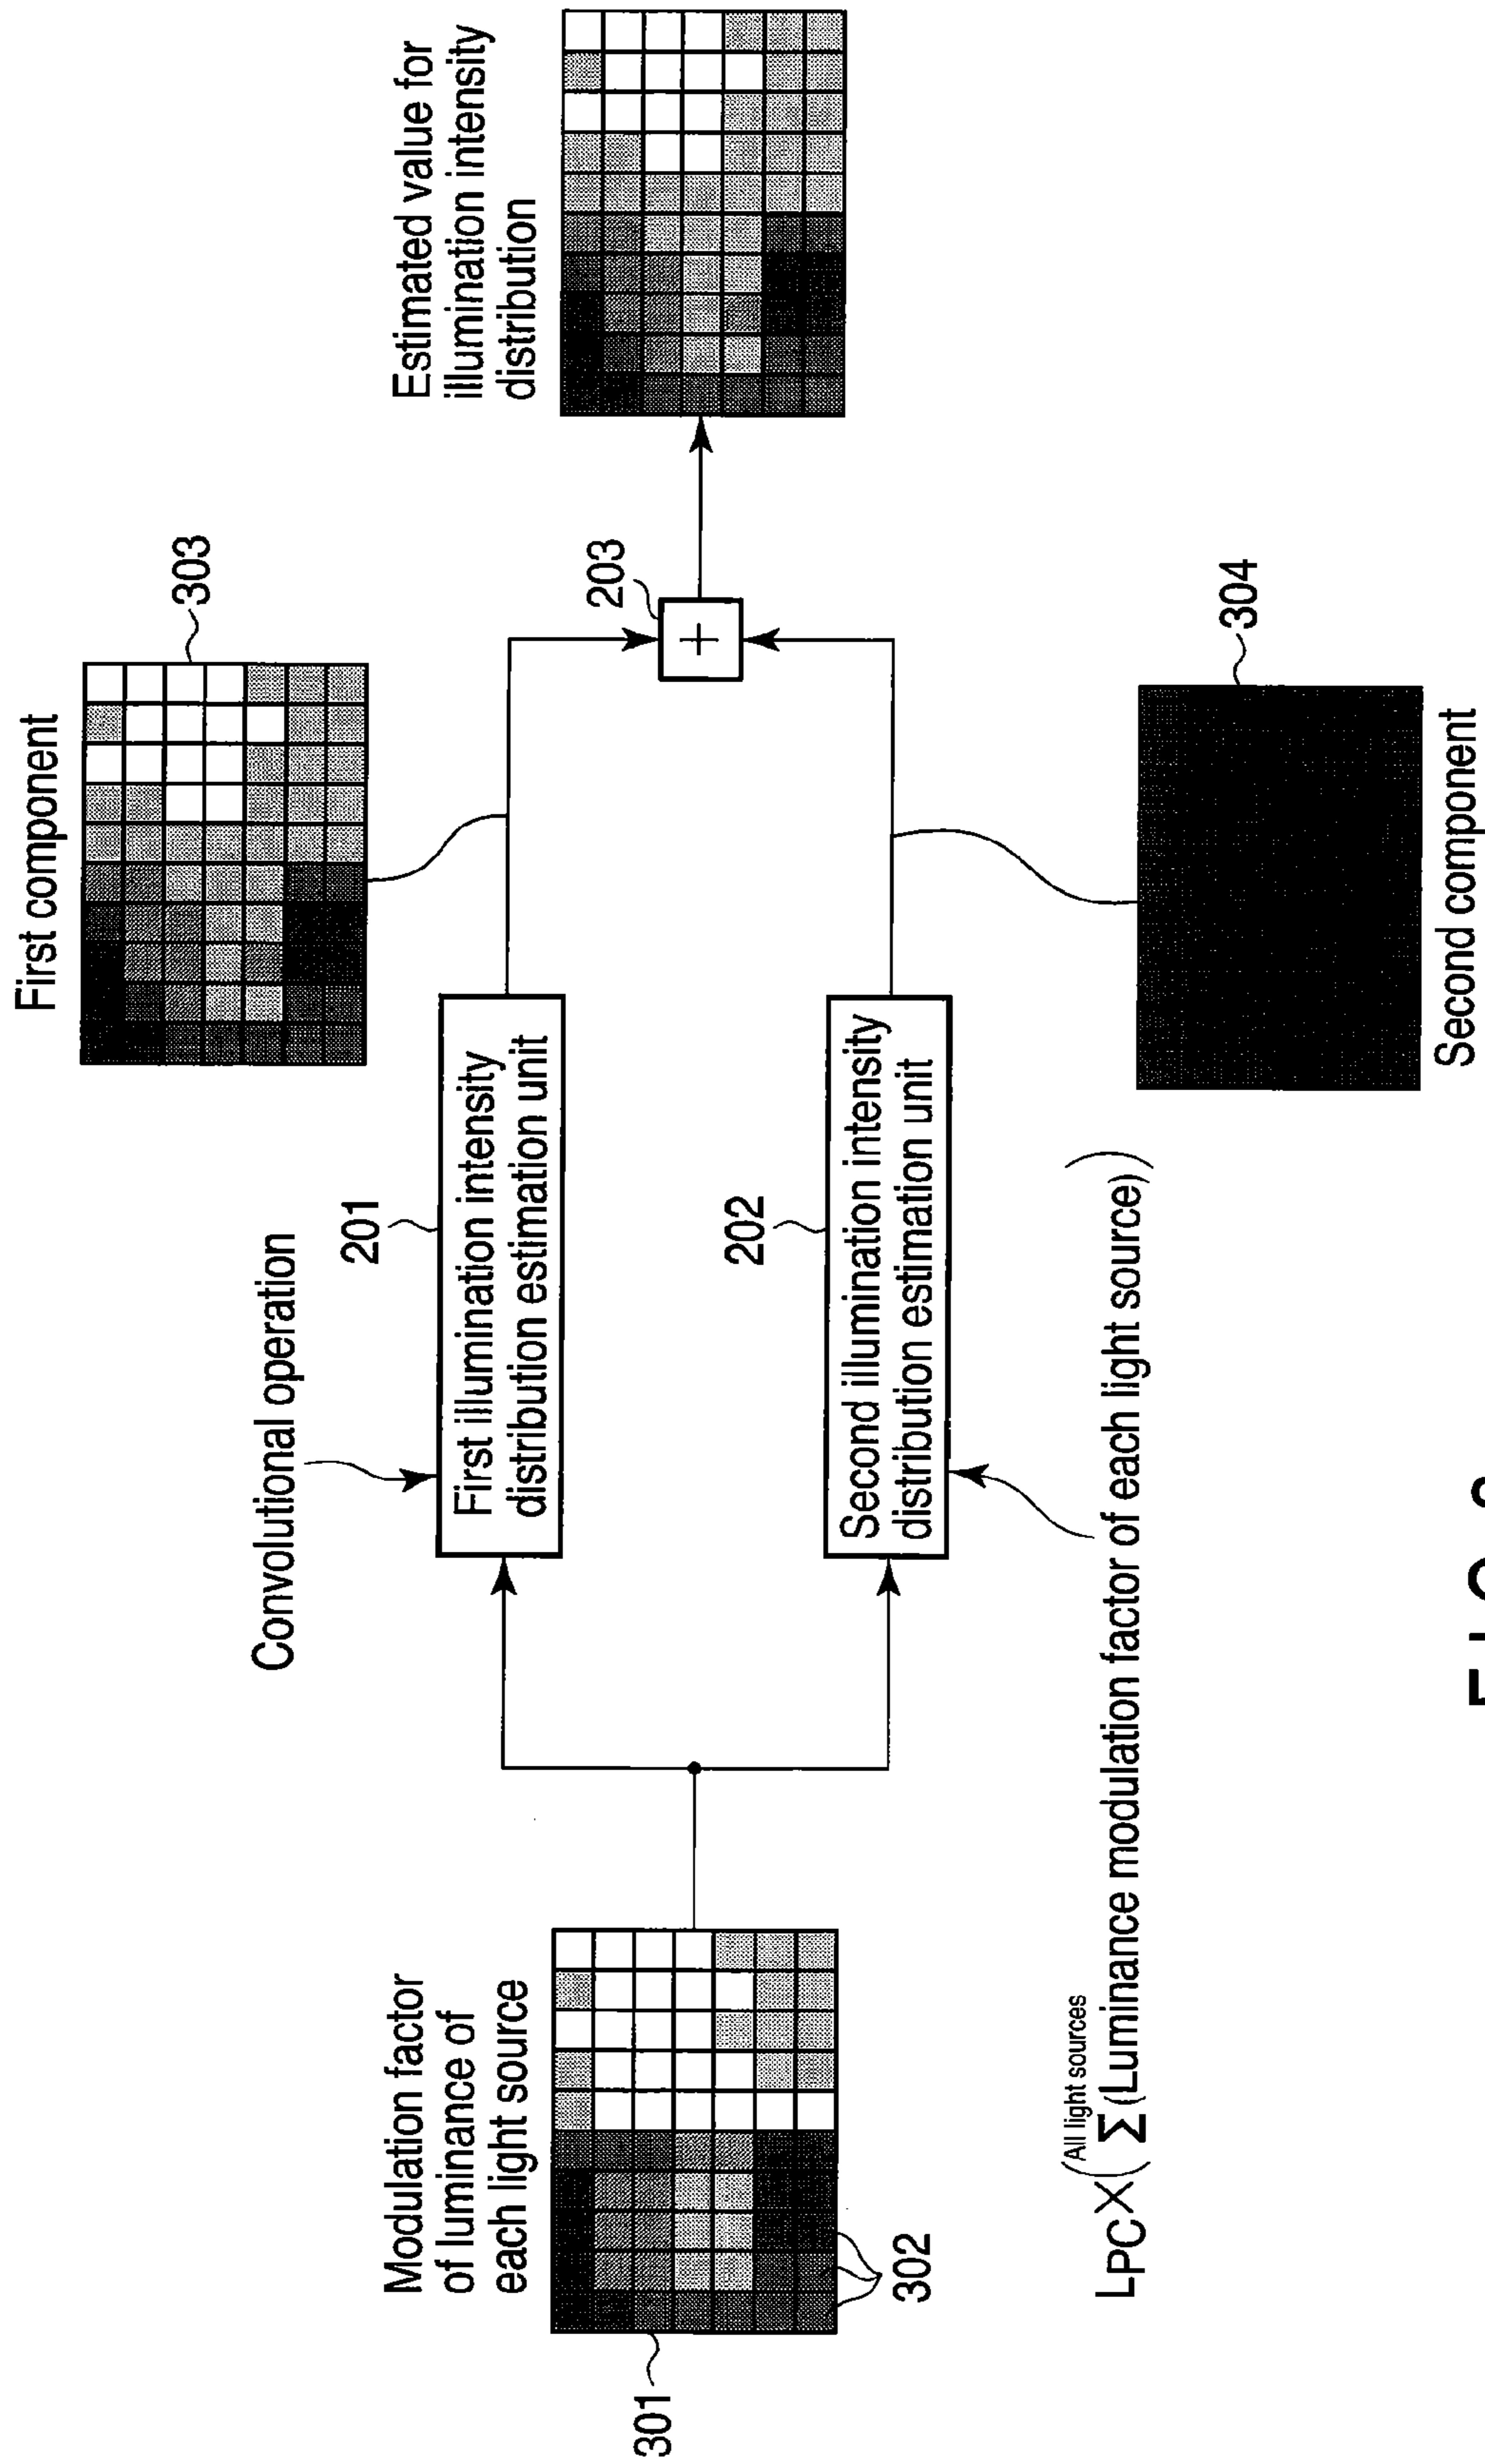 Modulation factor
of luminance of
each light source
301
302
Convolutional operation
201
First illumination intensity
distribution estimation unit
202
Second illumination intensity
distribution estimation unit
All light sources
LPC×(Σ(Luminance modulation factor of each light source))
First component
303
203
+
304
Second component
Estimated value for
illumination intensity
distribution